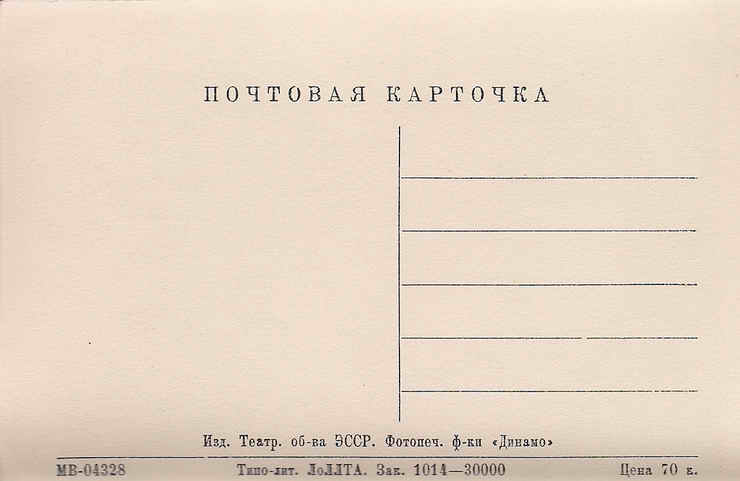 ПОЧТОВАЯ КАРТОЧКА
Изд. Театр. об-ва ЭССР. Фотопеч. ф-ки «Динамо»
МВ-04328 Типо-лит. ЛоЛЛТА. Зак. 1014—30000 Цена 70 к.